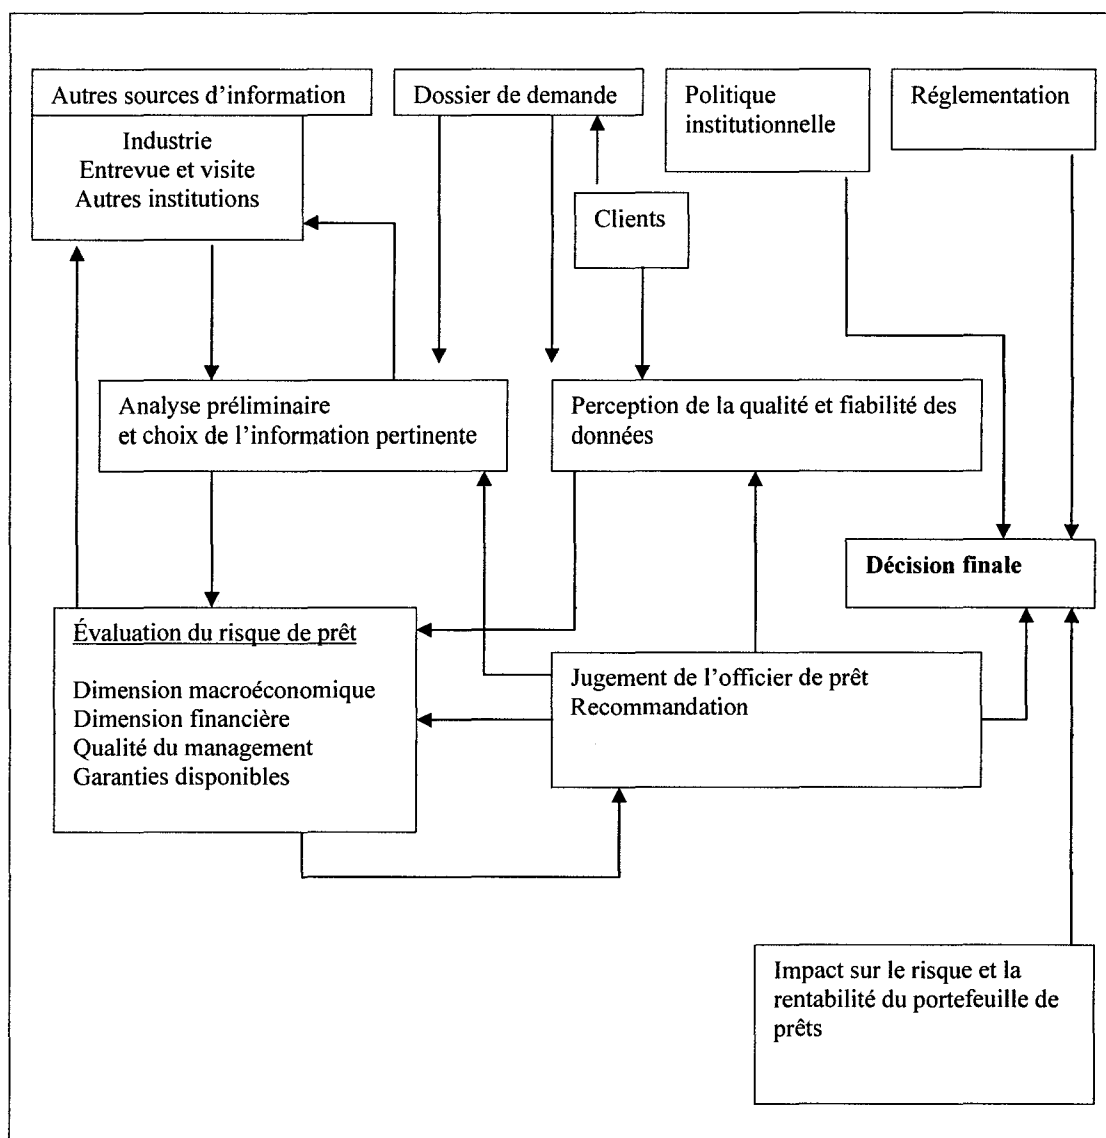 Autres sources d'information
Industrie
Entrevue et visite
Autres institutions
Dossier de demande
Politique
institutionnelle
Réglementation
Clients
Analyse préliminaire
et choix de l'information pertinente
Perception de la qualité et fiabilité des
données
Décision finale
Évaluation du risque de prêt
Dimension macroéconomique
Dimension financière
Qualité du management
Garanties disponibles
Jugement de l'officier de prêt
Recommandation
Impact sur le risque et la
rentabilité du portefeuille de
prêts